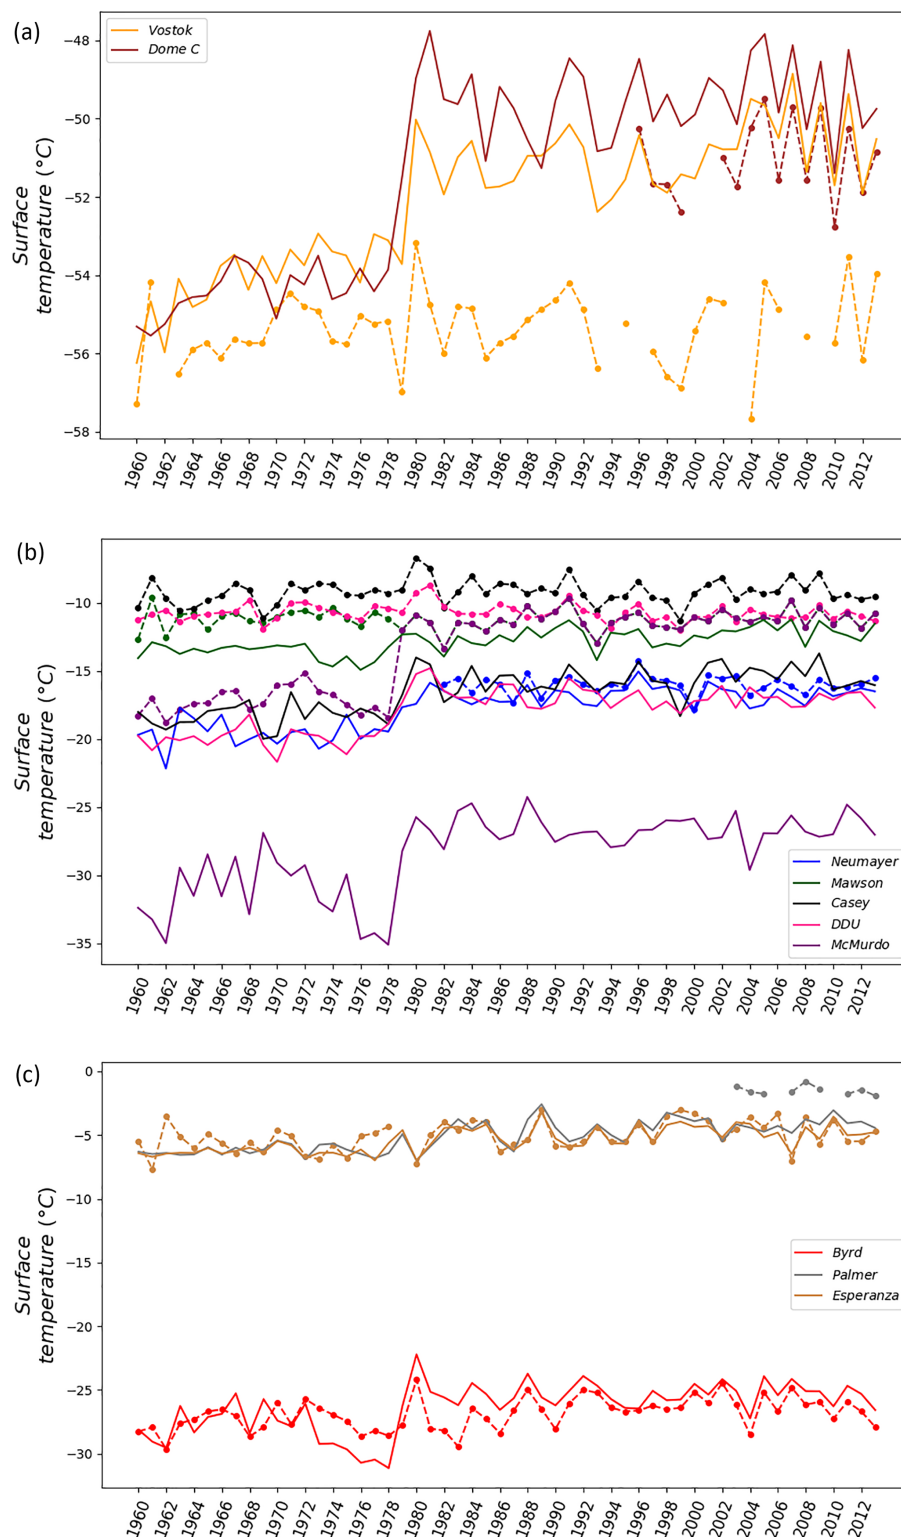 (a)
Vostok
Dome C
Surface
temperature (°C)
−48
−50
−52
−54
−56
−58
1960 1962 1964 1966 1968 1970 1972 1974 1976 1978 1980 1982 1984 1986 1988 1990 1992 1994 1996 1998 2000 2002 2004 2006 2008 2010 2012
(b)
Surface
temperature (°C)
−10
−15
−20
−25
−30
−35
Neumayer
Mawson
Casey
DDU
McMurdo
1960 1962 1964 1966 1968 1970 1972 1974 1976 1978 1980 1982 1984 1986 1988 1990 1992 1994 1996 1998 2000 2002 2004 2006 2008 2010 2012
(c)
Surface
temperature (°C)
0
−5
−10
−15
−20
−25
−30
Byrd
Palmer
Esperanza
1960 1962 1964 1966 1968 1970 1972 1974 1976 1978 1980 1982 1984 1986 1988 1990 1992 1994 1996 1998 2000 2002 2004 2006 2008 2010 2012